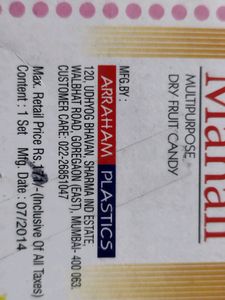 MULTIPURPOSE
DRY FRUIT CANDY
MFG BY :
ARRAHAM PLASTICS
120, UDHYOG BHAVAN, SHARMA IND ESTATE,
WALBHAT ROAD, GOREGAON (EAST), MUMBAI- 400 063.
CUSTOMER CARE: 022-26851047
Max. Retail Price Rs. /- (Inclusive Of All Taxes)
Content : 1 Set Mfg Date : 07/2014